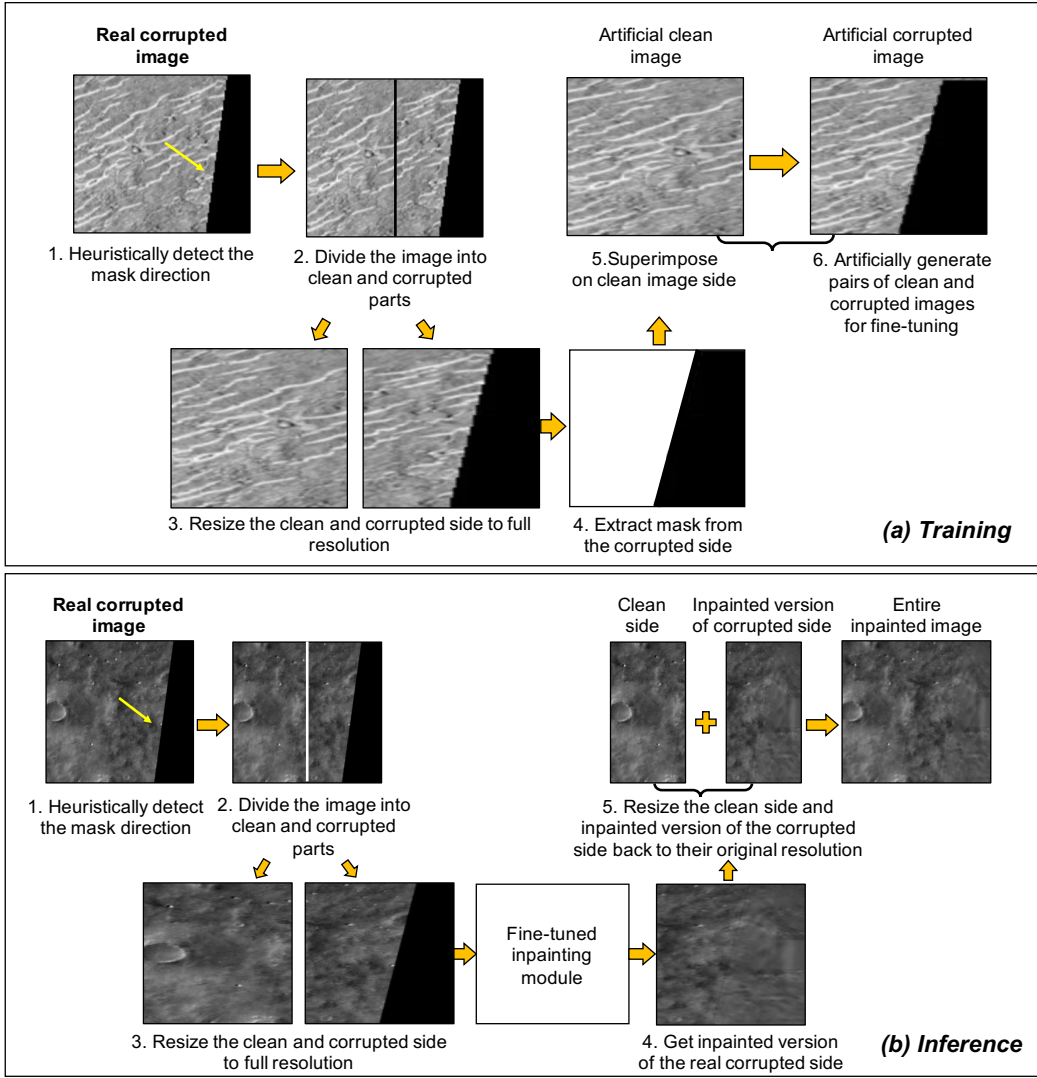 Real corrupted
image
Artificial clean
image
Artificial corrupted
image
1. Heuristically detect the
mask direction
2. Divide the image into
clean and corrupted
parts
5.Superimpose
on clean image side
6. Artificially generate
pairs of clean and
corrupted images
for fine-tuning
3. Resize the clean and corrupted side to full
resolution
4. Extract mask from
the corrupted side
(a) Training
Real corrupted
image
Clean
side
Inpainted version
of corrupted side
Entire
inpainted image
1. Heuristically detect
the mask direction
2. Divide the image into
clean and corrupted
parts
5. Resize the clean side and
inpainted version of the corrupted
side back to their original resolution
Fine-tuned
inpainting
module
3. Resize the clean and corrupted side
to full resolution
4. Get inpainted version
of the real corrupted side
(b) Inference